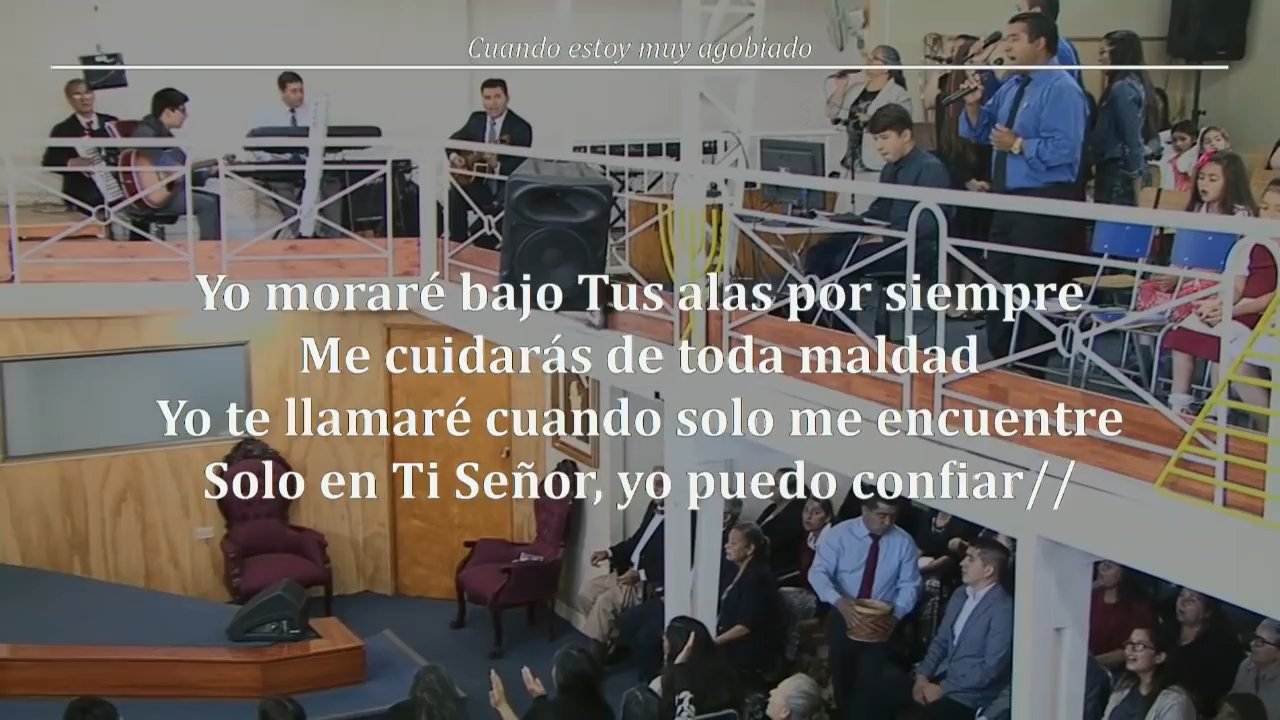 Cuando estoy muy agobiado
Yo moraré bajo Tus alas por siempre
Me cuidarás de toda maldad
Yo te llamaré cuando solo me encuentre
Solo en Ti Señor, yo puedo confiar//